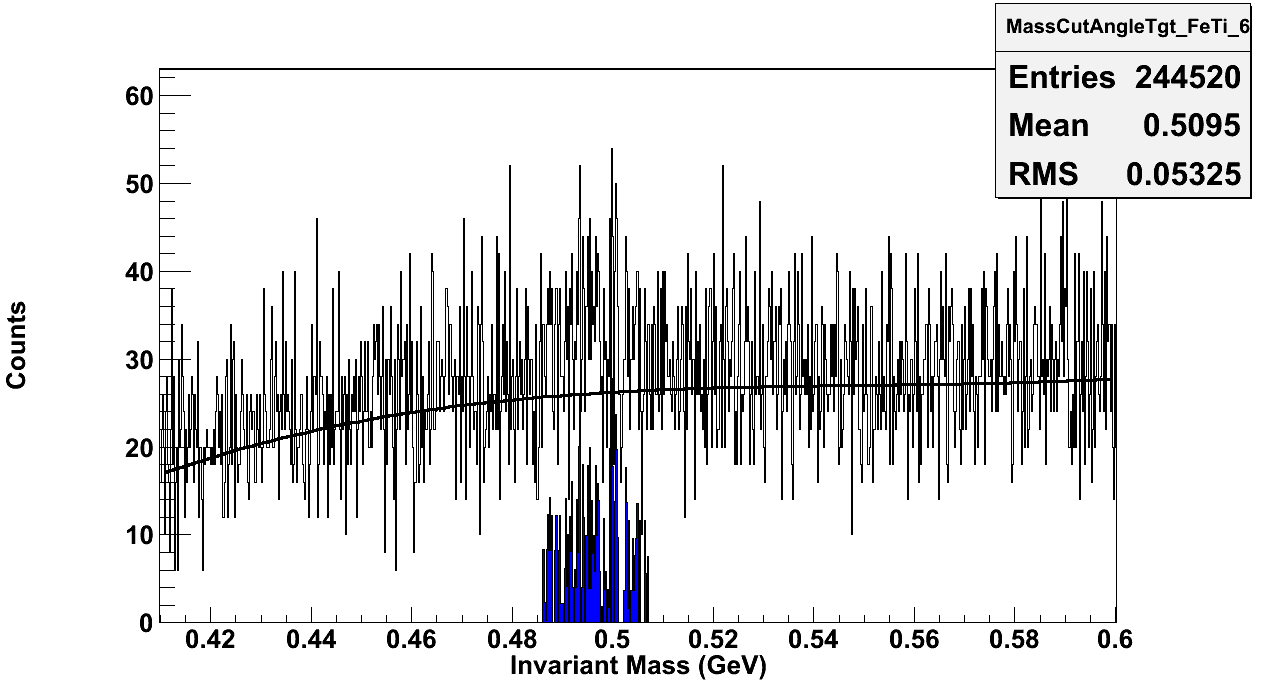 MassCutAngleTgt_FeTi_6
Entries 244520
Mean 0.5095
RMS 0.05325
60
50
40
30
20
10
0
Counts
0.42 0.44 0.46 0.48 0.5 0.52 0.54 0.56 0.58 0.6
Invariant Mass (GeV)